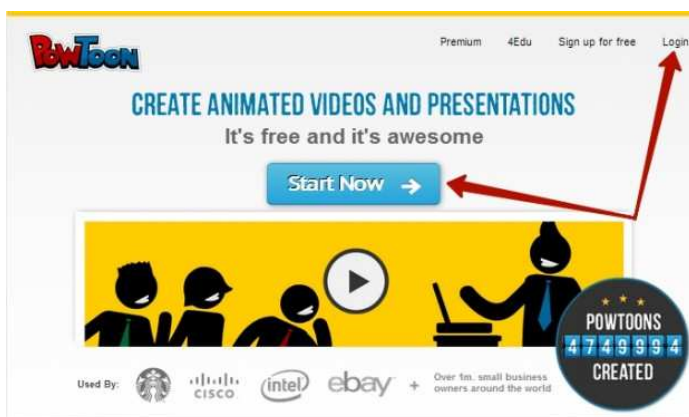 PowToon
Premium 4Edu Sign up for free Login
CREATE ANIMATED VIDEOS AND PRESENTATIONS
It's free and it's awesome
Start Now
POWTOONS
4749994
CREATED
Used By: CISCO intel ebay + Over 1m. small business
owners around the world